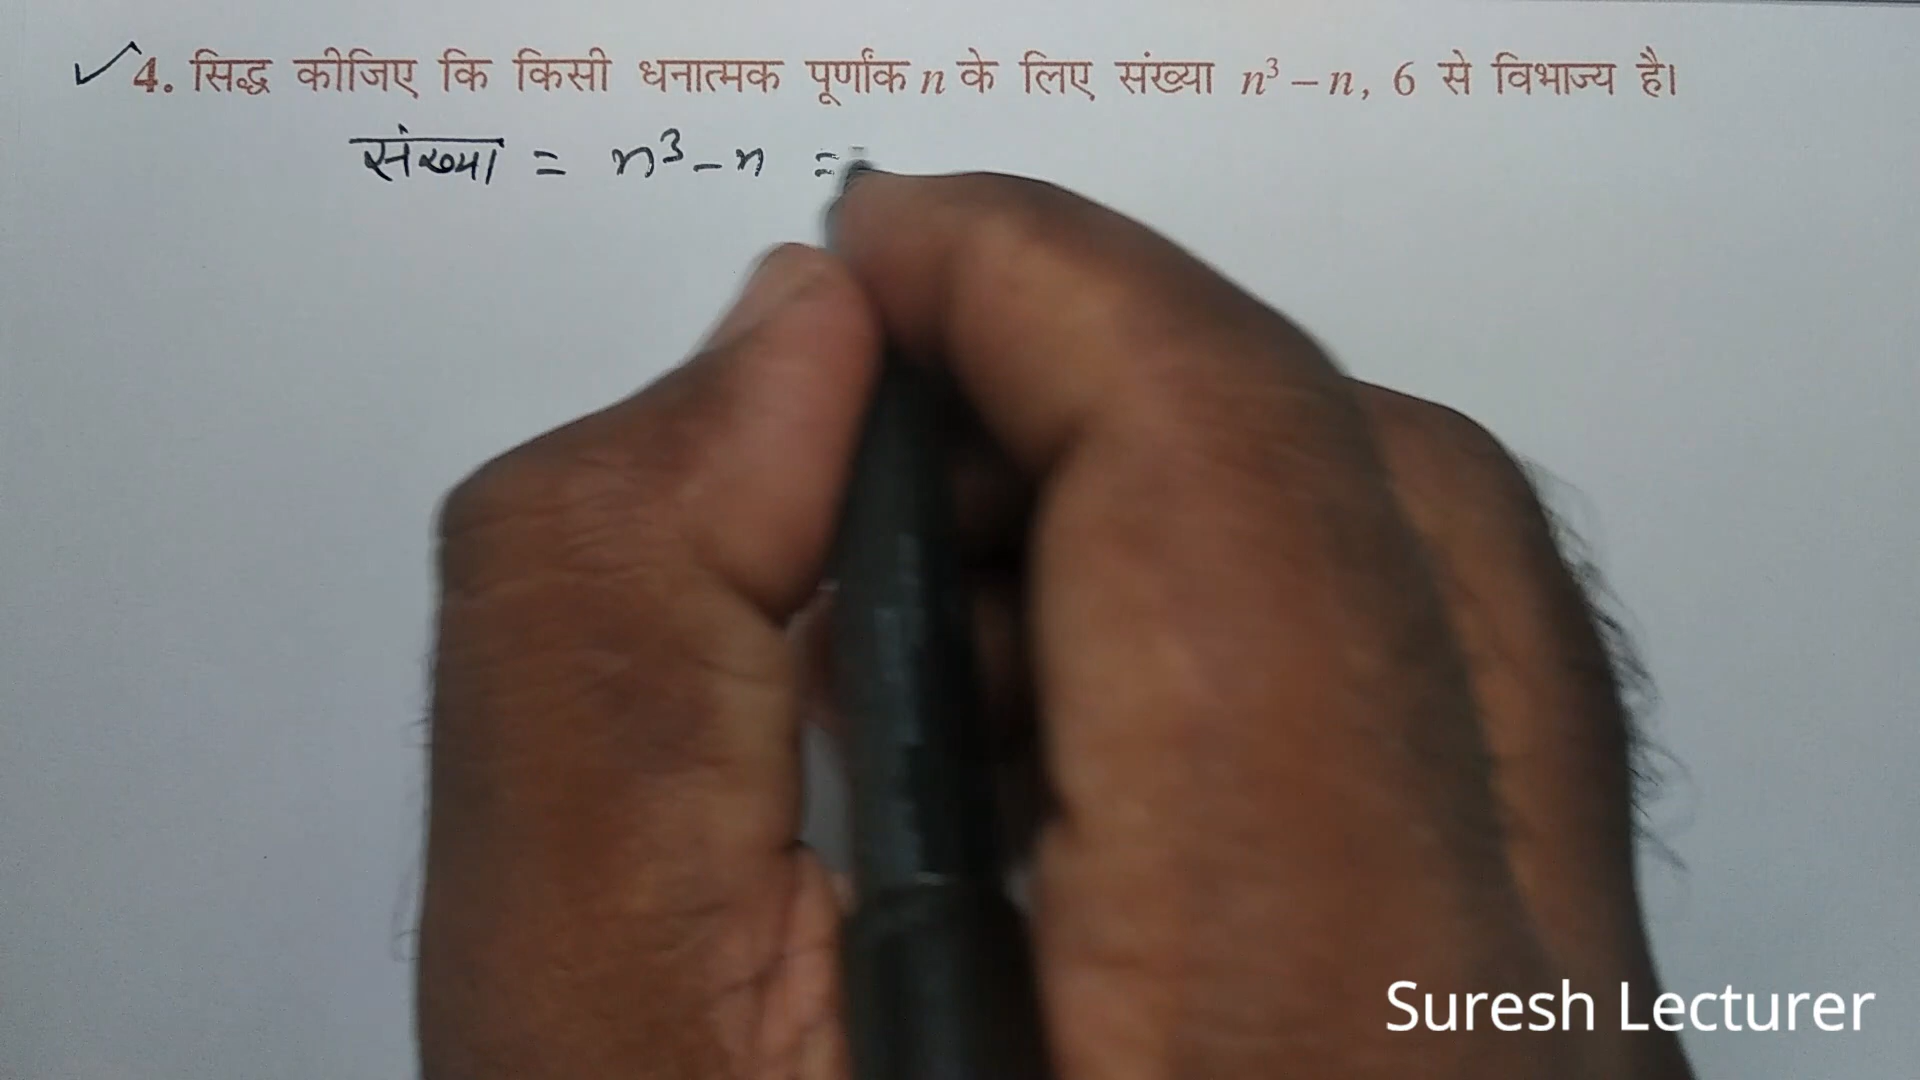 4. सिद्ध कीजिए कि किसी धनात्मक पूर्णांक n के लिए संख्या n³ – n, 6 से विभाज्य है।
संख्या = n³ – n =
Suresh Lecturer